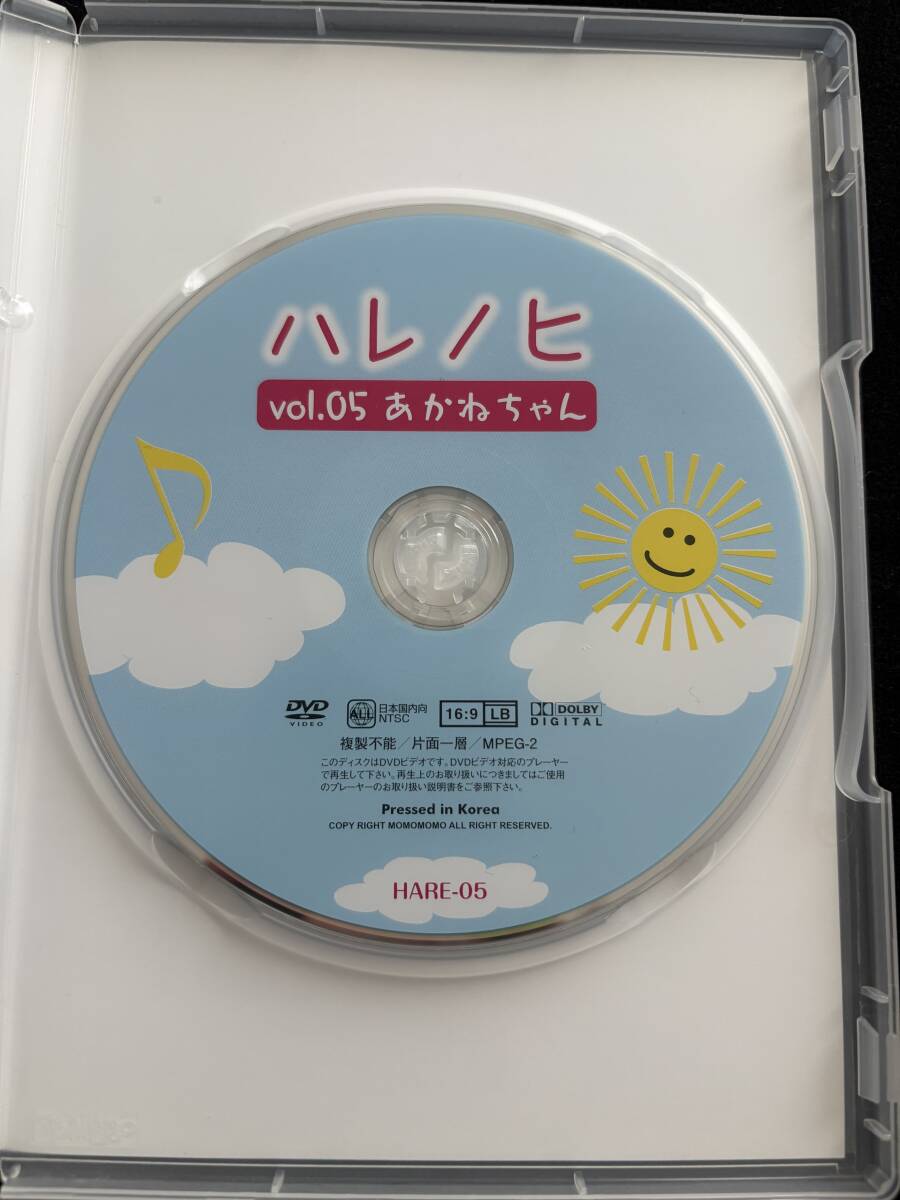 ハレノヒ
vol.05 あかねちゃん
DVD VIDEO
ALL 日本国内向 NTSC
16:9 LB
DOLBY DIGITAL
複製不能/片面一層/MPEG-2
このディスクはDVDビデオです。DVDビデオ対応のプレーヤー
で再生して下さい。再生上のお取り扱いにつきましてはご使用
のプレーヤーのお取り扱い説明書をご参照下さい。
Pressed in Korea
COPY RIGHT MOMOMOMO ALL RIGHT RESERVED.
HARE-05